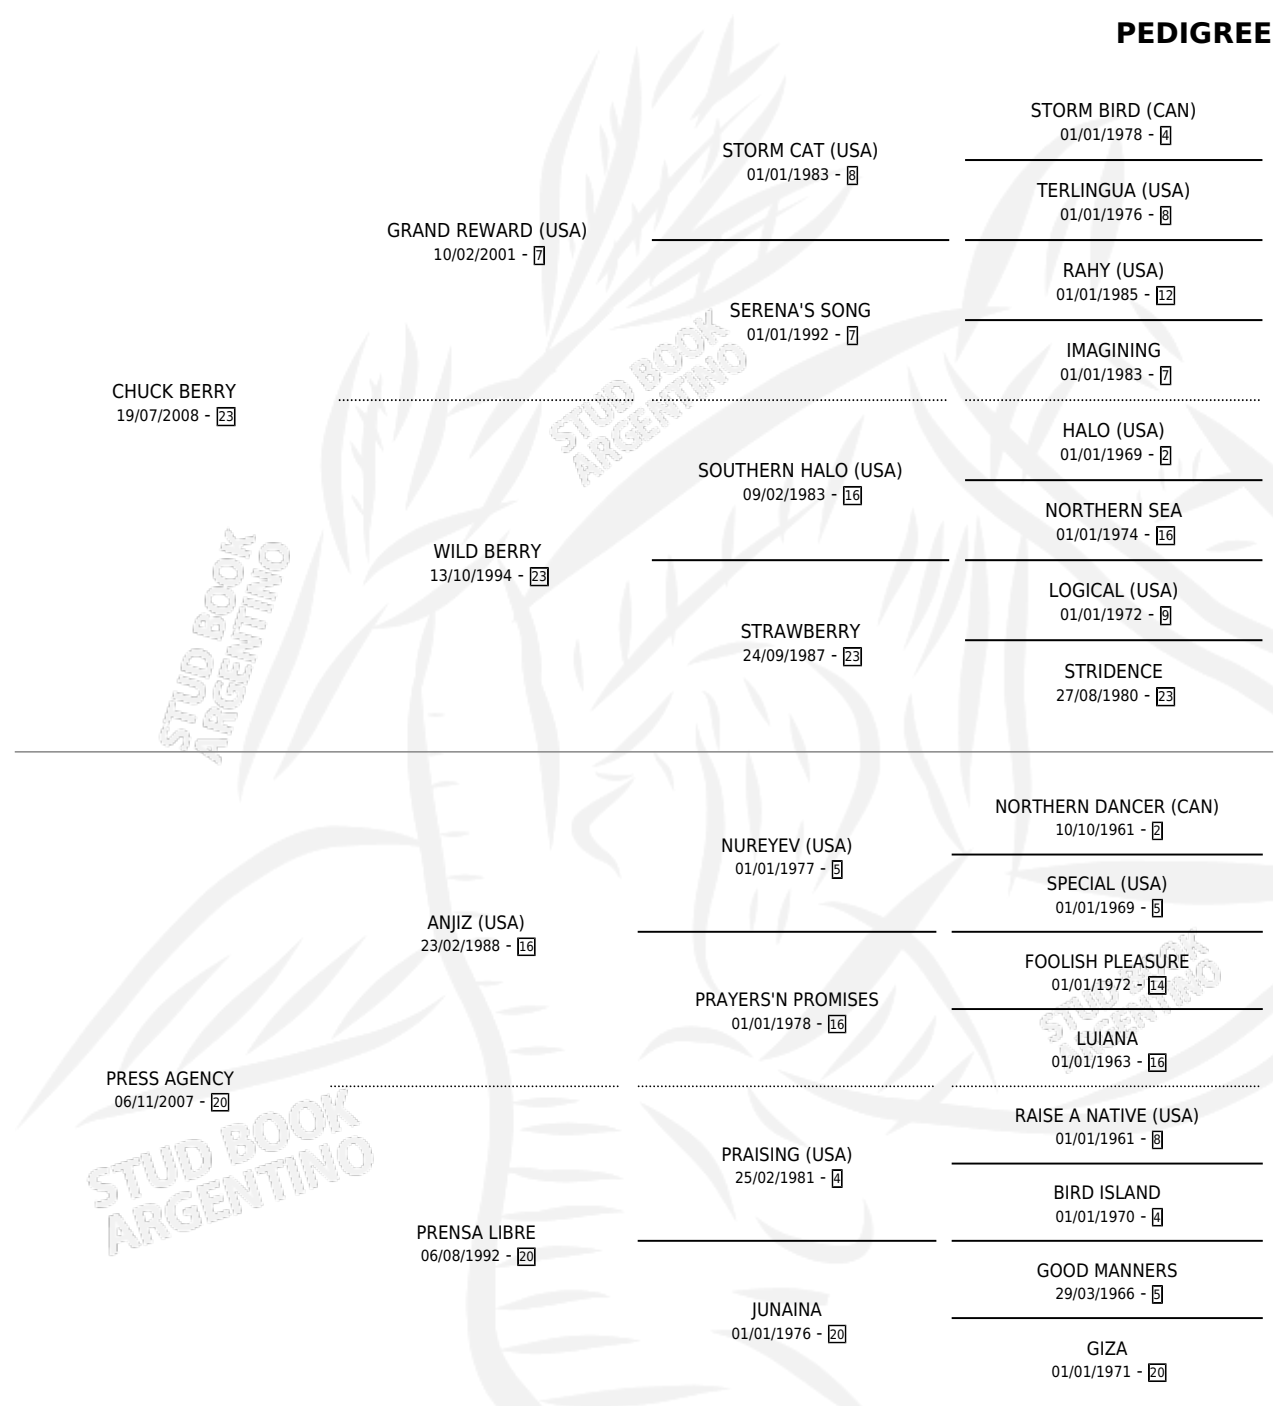 PEDIGREE
STORM BIRD (CAN)
01/01/1978 - 4
STORM CAT (USA)
01/01/1983 - 8
TERLINGUA (USA)
01/01/1976 - 8
GRAND REWARD (USA)
10/02/2001 - 7
RAHY (USA)
01/01/1985 - 12
SERENA'S SONG
01/01/1992 - 7
IMAGINING
01/01/1983 - 7
CHUCK BERRY
19/07/2008 - 23
HALO (USA)
01/01/1969 - 2
SOUTHERN HALO (USA)
09/02/1983 - 16
NORTHERN SEA
01/01/1974 - 16
WILD BERRY
13/10/1994 - 23
LOGICAL (USA)
01/01/1972 - 9
STRAWBERRY
24/09/1987 - 23
STRIDENCE
27/08/1980 - 23
NORTHERN DANCER (CAN)
10/10/1961 - 2
NUREYEV (USA)
01/01/1977 - 5
SPECIAL (USA)
01/01/1969 - 5
ANJIZ (USA)
23/02/1988 - 16
FOOLISH PLEASURE
01/01/1972 - 14
PRAYERS'N PROMISES
01/01/1978 - 16
LUIANA
01/01/1963 - 16
PRESS AGENCY
06/11/2007 - 20
RAISE A NATIVE (USA)
01/01/1961 - 8
PRAISING (USA)
25/02/1981 - 4
BIRD ISLAND
01/01/1970 - 4
PRENSA LIBRE
06/08/1992 - 20
GOOD MANNERS
29/03/1966 - 5
JUNAINA
01/01/1976 - 20
GIZA
01/01/1971 - 20
STUD BOOK
ARGENTINO
STUD BOOK
ARGENTINO
STUD BOOK
ARGENTINO
STUD BOOK
ARGENTINO